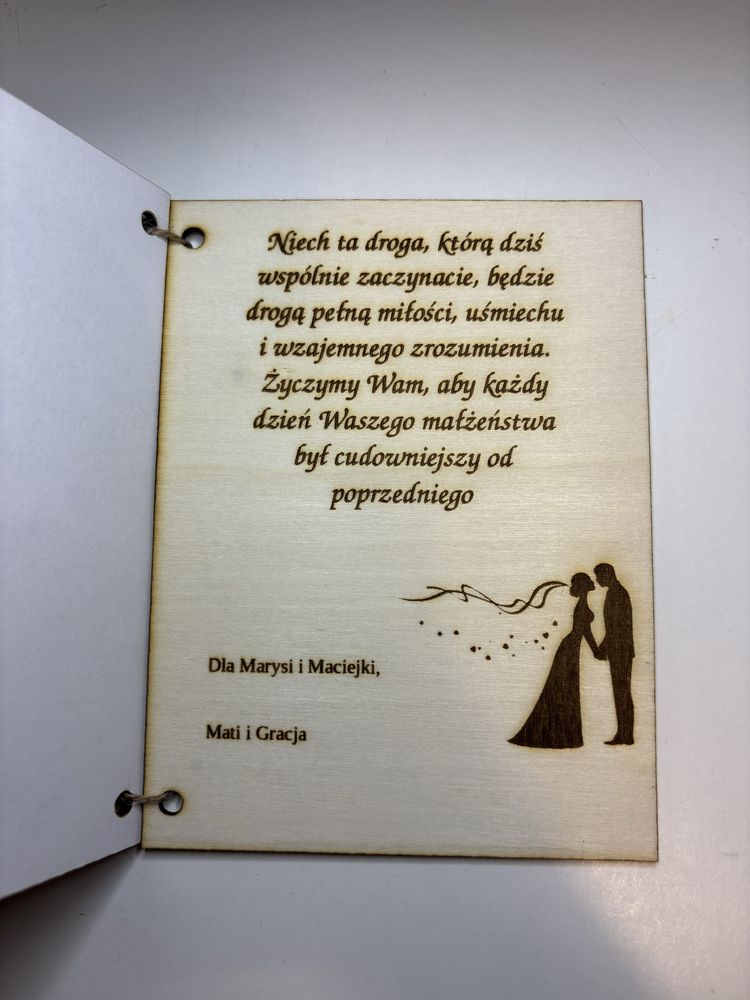 Niech ta droga, którą dziś
wspólnie zaczynacie, będzie
drogą pełną miłości, uśmiechu
i wzajemnego zrozumienia.
Życzymy Wam, aby każdy
dzień Waszego małżeństwa
był cudowniejszy od
poprzedniego
Dla Marysi i Maciejki,
Mati i Gracja